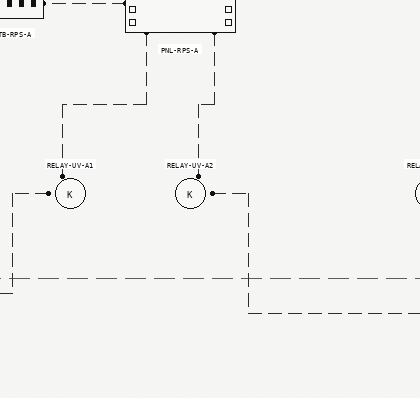 TB-RPS-A
PNL-RPS-A
RELAY-UV-A1
RELAY-UV-A2
K
K